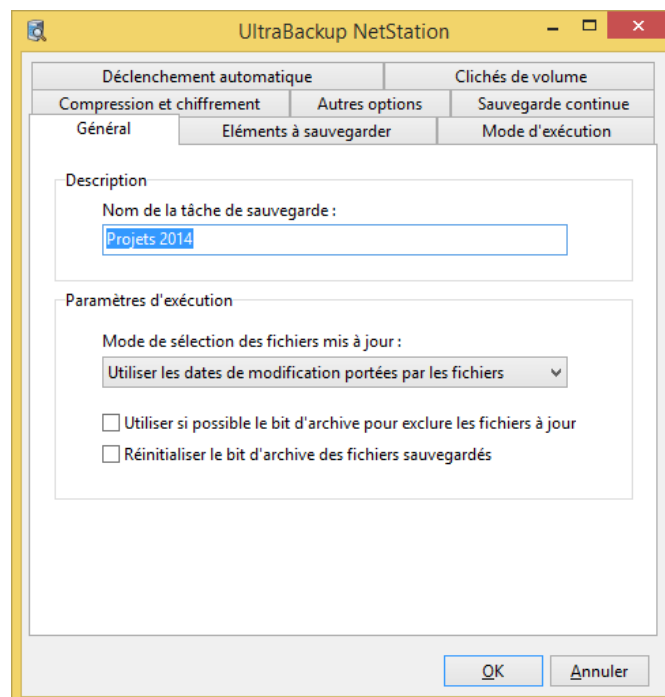 UltraBackup NetStation
Déclenchement automatique Clichés de volume
Compression et chiffrement Autres options Sauvegarde continue
Général Eléments à sauvegarder Mode d'exécution
Description
Nom de la tâche de sauvegarde :
Projets 2014
Paramètres d'exécution
Mode de sélection des fichiers mis à jour :
Utiliser les dates de modification portées par les fichiers
Utiliser si possible le bit d'archive pour exclure les fichiers à jour
Réinitialiser le bit d'archive des fichiers sauvegardés
OK Annuler